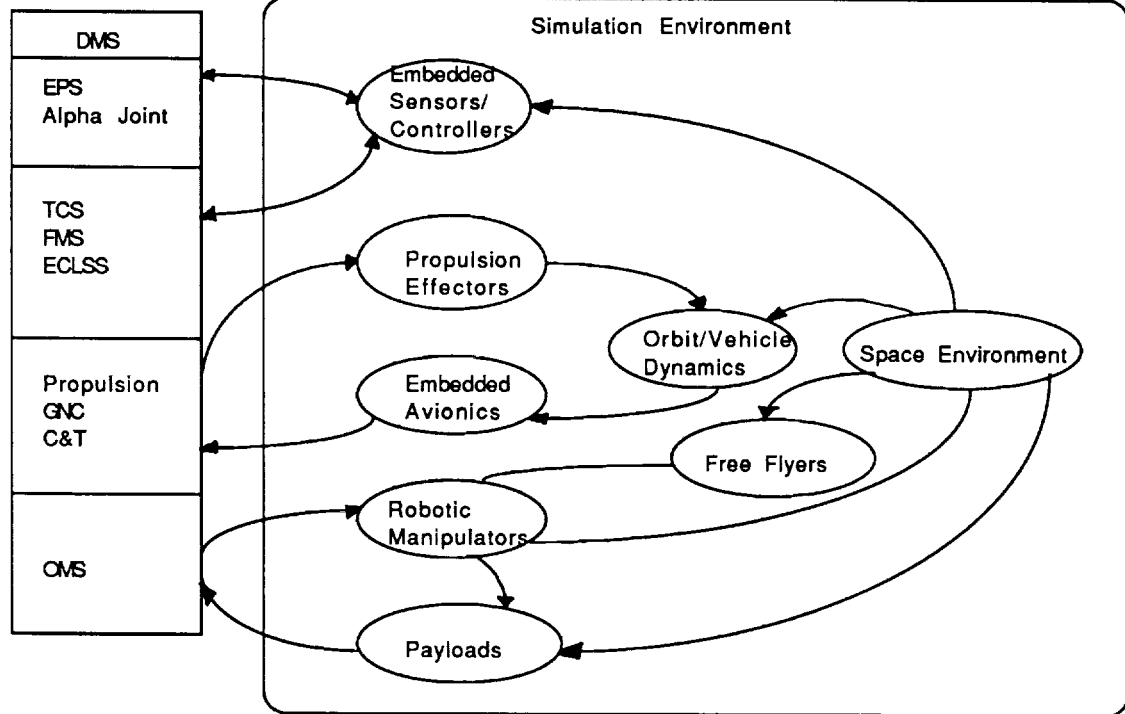 DMS
EPS
Alpha Joint
TCS
FMS
ECLSS
Propulsion
GNC
C&T
OMS
Simulation Environment
Embedded
Sensors/
Controllers
Propulsion
Effectors
Orbit/Vehicle
Dynamics
Space Environment
Embedded
Avionics
Free Flyers
Robotic
Manipulators
Payloads